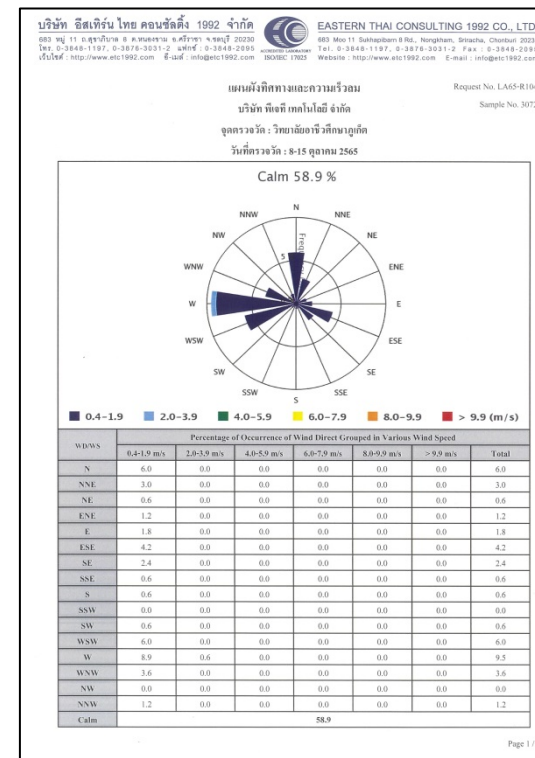 บริษัท อีสเทิร์น ไทย คอนซัลติ้ง 1992 จำกัด
683 หมู่ 11 ถ.สุขาภิบาล 8 ต.หนองขาม อ.ศรีราชา จ.ชลบุรี 20230
โทร. 0-3848-1197, 0-3876-3031-2 แฟกซ์ : 0-3848-2095
เว็บไซต์ : http://www.etc1992.com อี-เมล์ : info@etc1992.com
ETC
ACCREDITED LABORATORY
ISO/IEC 17025
EASTERN THAI CONSULTING 1992 CO., LTD
683 Moo 11 Sukhapibarn 8 Rd., Nongkham, Sriracha, Chonburi 2023
Tel. 0-3848-1197, 0-3876-3031-2 Fax : 0-3848-209
Website : http://www.etc1992.com E-mail : info@etc1992.com
แผนผังทิศทางและความเร็วลม
Request No. LA65-R10
บริษัท พีเจที เทคโนโลยี จำกัด
Sample No. 307
จุดตรวจวัด : วิทยาลัยอาชีวศึกษาภูเก็ต
วันที่ตรวจวัด : 8-15 ตุลาคม 2565
Calm 58.9 %
N
NNW NNE
NW NE
5
WNW ENE
W E
WSW ESE
SW SE
SSW SSE
S
0.4-1.9 2.0-3.9 4.0-5.9 6.0-7.9 8.0-9.9 > 9.9 (m/s)
WD/WS Percentage of Occurrence of Wind Direct Grouped in Various Wind Speed
0.4-1.9 m/s 2.0-3.9 m/s 4.0-5.9 m/s 6.0-7.9 m/s 8.0-9.9 m/s > 9.9 m/s Total
N 6.0 0.0 0.0 0.0 0.0 0.0 6.0
NNE 3.0 0.0 0.0 0.0 0.0 0.0 3.0
NE 0.6 0.0 0.0 0.0 0.0 0.0 0.6
ENE 1.2 0.0 0.0 0.0 0.0 0.0 1.2
E 1.8 0.0 0.0 0.0 0.0 0.0 1.8
ESE 4.2 0.0 0.0 0.0 0.0 0.0 4.2
SE 2.4 0.0 0.0 0.0 0.0 0.0 2.4
SSE 0.6 0.0 0.0 0.0 0.0 0.0 0.6
S 0.6 0.0 0.0 0.0 0.0 0.0 0.6
SSW 0.0 0.0 0.0 0.0 0.0 0.0 0.0
SW 0.6 0.0 0.0 0.0 0.0 0.0 0.6
WSW 6.0 0.0 0.0 0.0 0.0 0.0 6.0
W 8.9 0.6 0.0 0.0 0.0 0.0 9.5
WNW 3.6 0.0 0.0 0.0 0.0 0.0 3.6
NW 0.0 0.0 0.0 0.0 0.0 0.0 0.0
NNW 1.2 0.0 0.0 0.0 0.0 0.0 1.2
Calm 58.9
Page 1 /